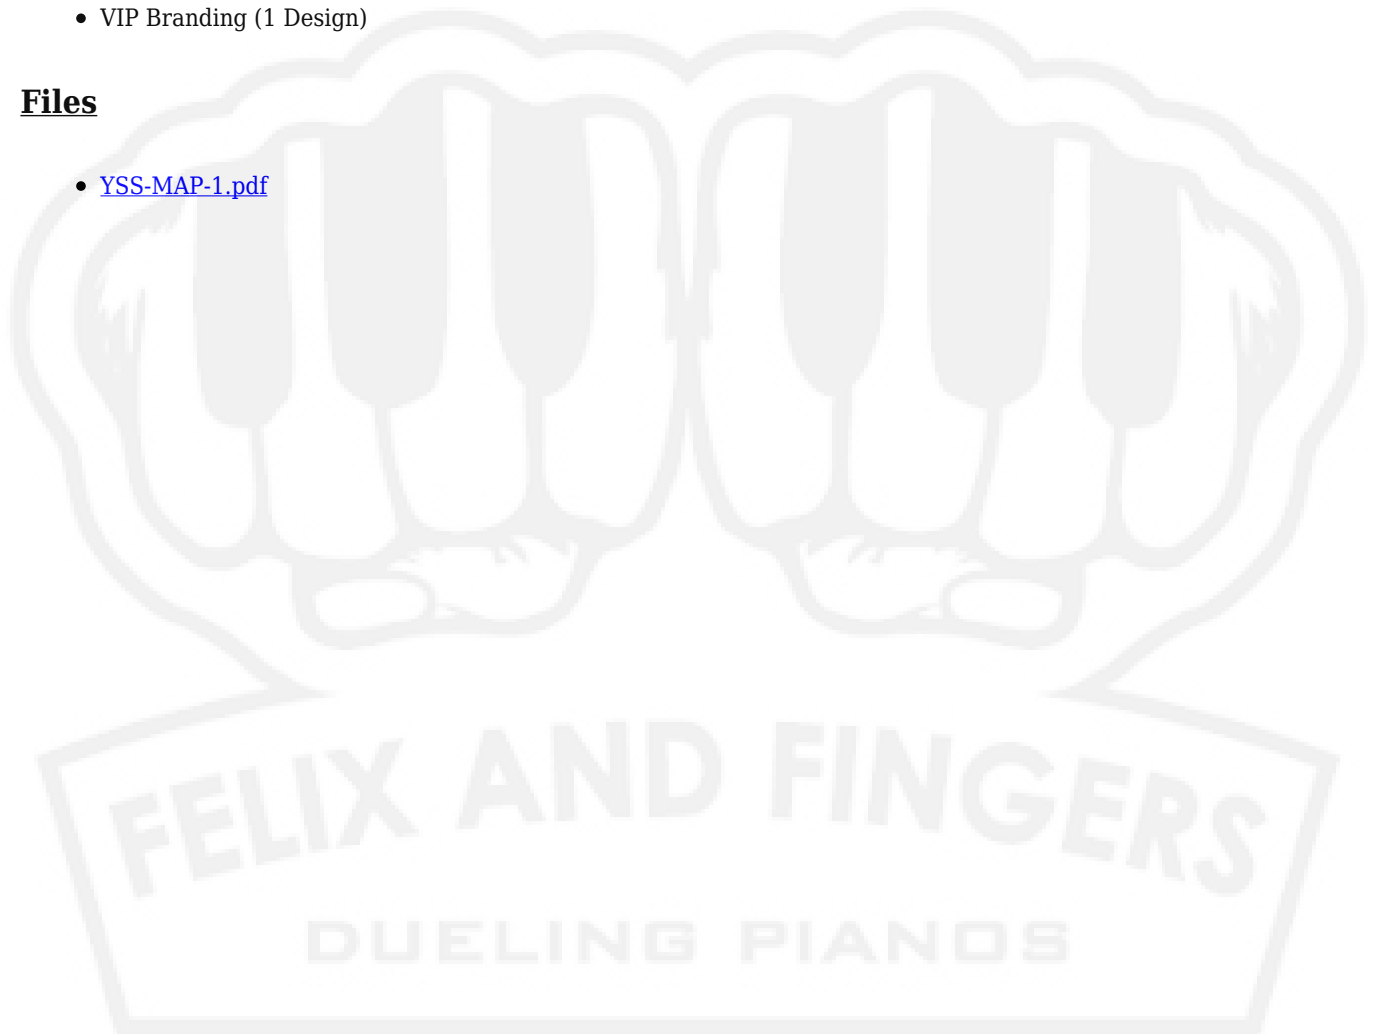 VIP Branding (1 Design)
Files
YSS-MAP-1.pdf
FELIX AND FINGERS
DUELING PIANOS